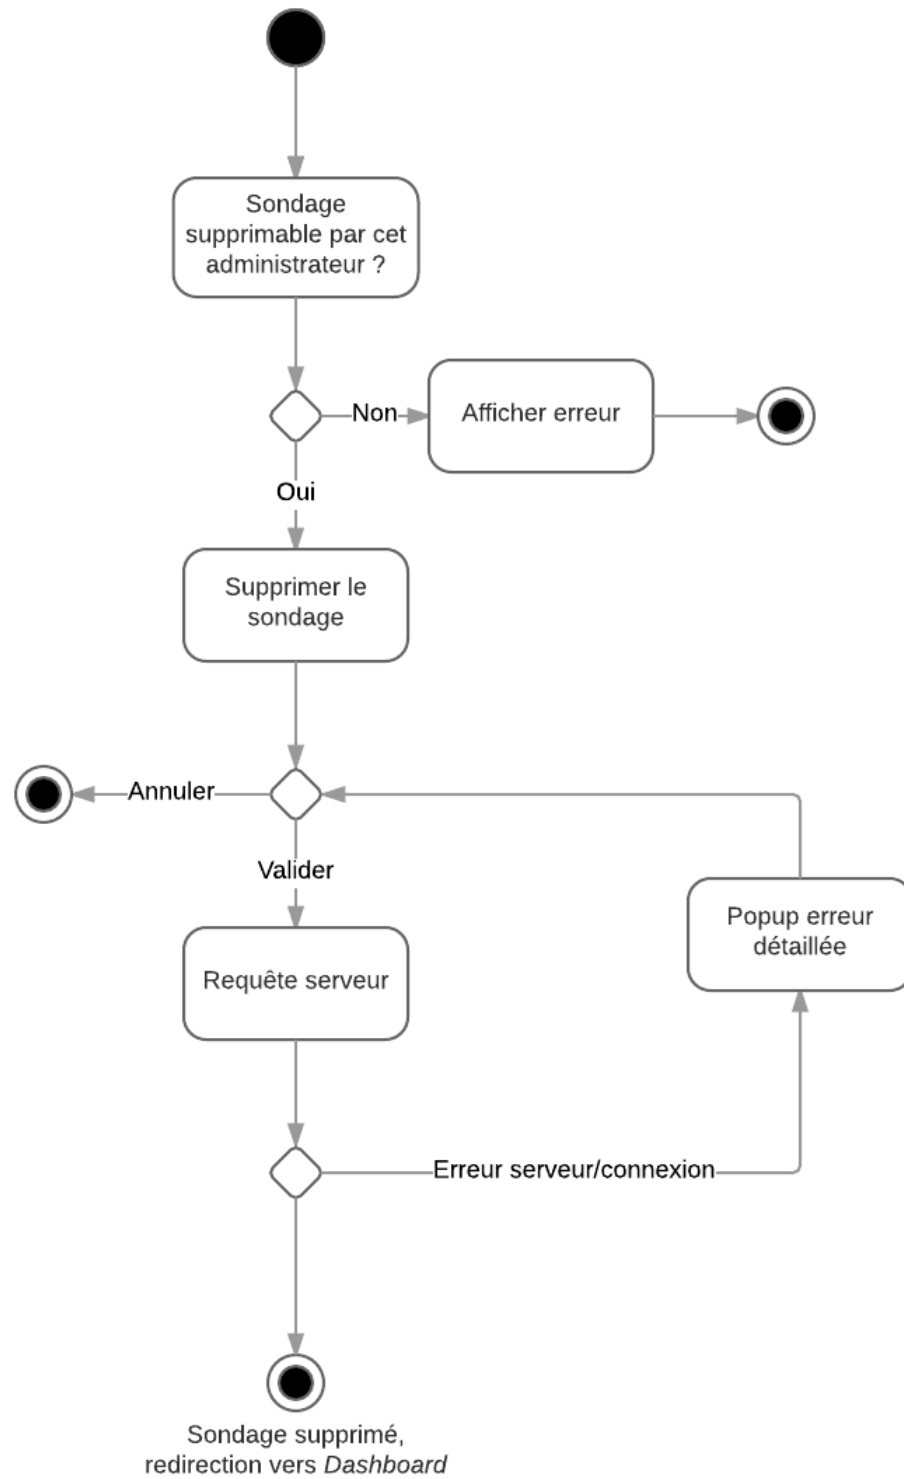 Sondage
supprimable par cet
administrateur ?
Non
Afficher erreur
Oui
Supprimer le
sondage
Annuler
Valider
Popup erreur
détaillée
Requête serveur
Erreur serveur/connexion
Sondage supprimé,
redirection vers Dashboard